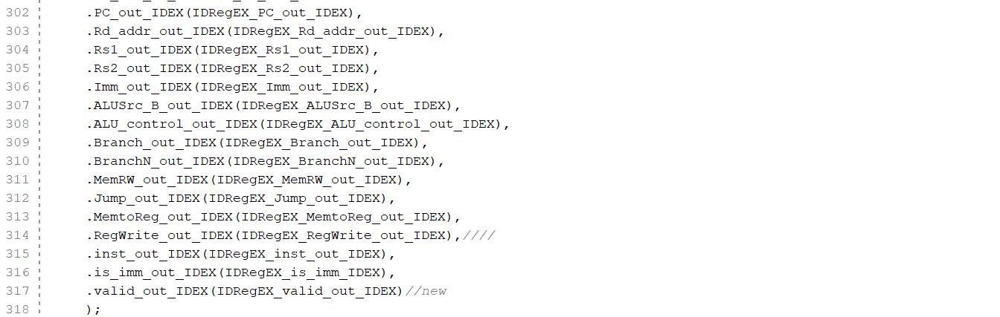 302 .PC_out_IDEX(IDRegEX_PC_out_IDEX),
303 .Rd_addr_out_IDEX(IDRegEX_Rd_addr_out_IDEX),
304 .Rs1_out_IDEX(IDRegEX_Rs1_out_IDEX),
305 .Rs2_out_IDEX(IDRegEX_Rs2_out_IDEX),
306 .Imm_out_IDEX(IDRegEX_Imm_out_IDEX),
307 .ALUSrc_B_out_IDEX(IDRegEX_ALUSrc_B_out_IDEX),
308 .ALU_control_out_IDEX(IDRegEX_ALU_control_out_IDEX),
309 .Branch_out_IDEX(IDRegEX_Branch_out_IDEX),
310 .BranchN_out_IDEX(IDRegEX_BranchN_out_IDEX),
311 .MemRW_out_IDEX(IDRegEX_MemRW_out_IDEX),
312 .Jump_out_IDEX(IDRegEX_Jump_out_IDEX),
313 .MemtoReg_out_IDEX(IDRegEX_MemtoReg_out_IDEX),
314 .RegWrite_out_IDEX(IDRegEX_RegWrite_out_IDEX),////
315 .inst_out_IDEX(IDRegEX_inst_out_IDEX),
316 .is_imm_out_IDEX(IDRegEX_is_imm_IDEX),
317 .valid_out_IDEX(IDRegEX_valid_out_IDEX)//new
318 );